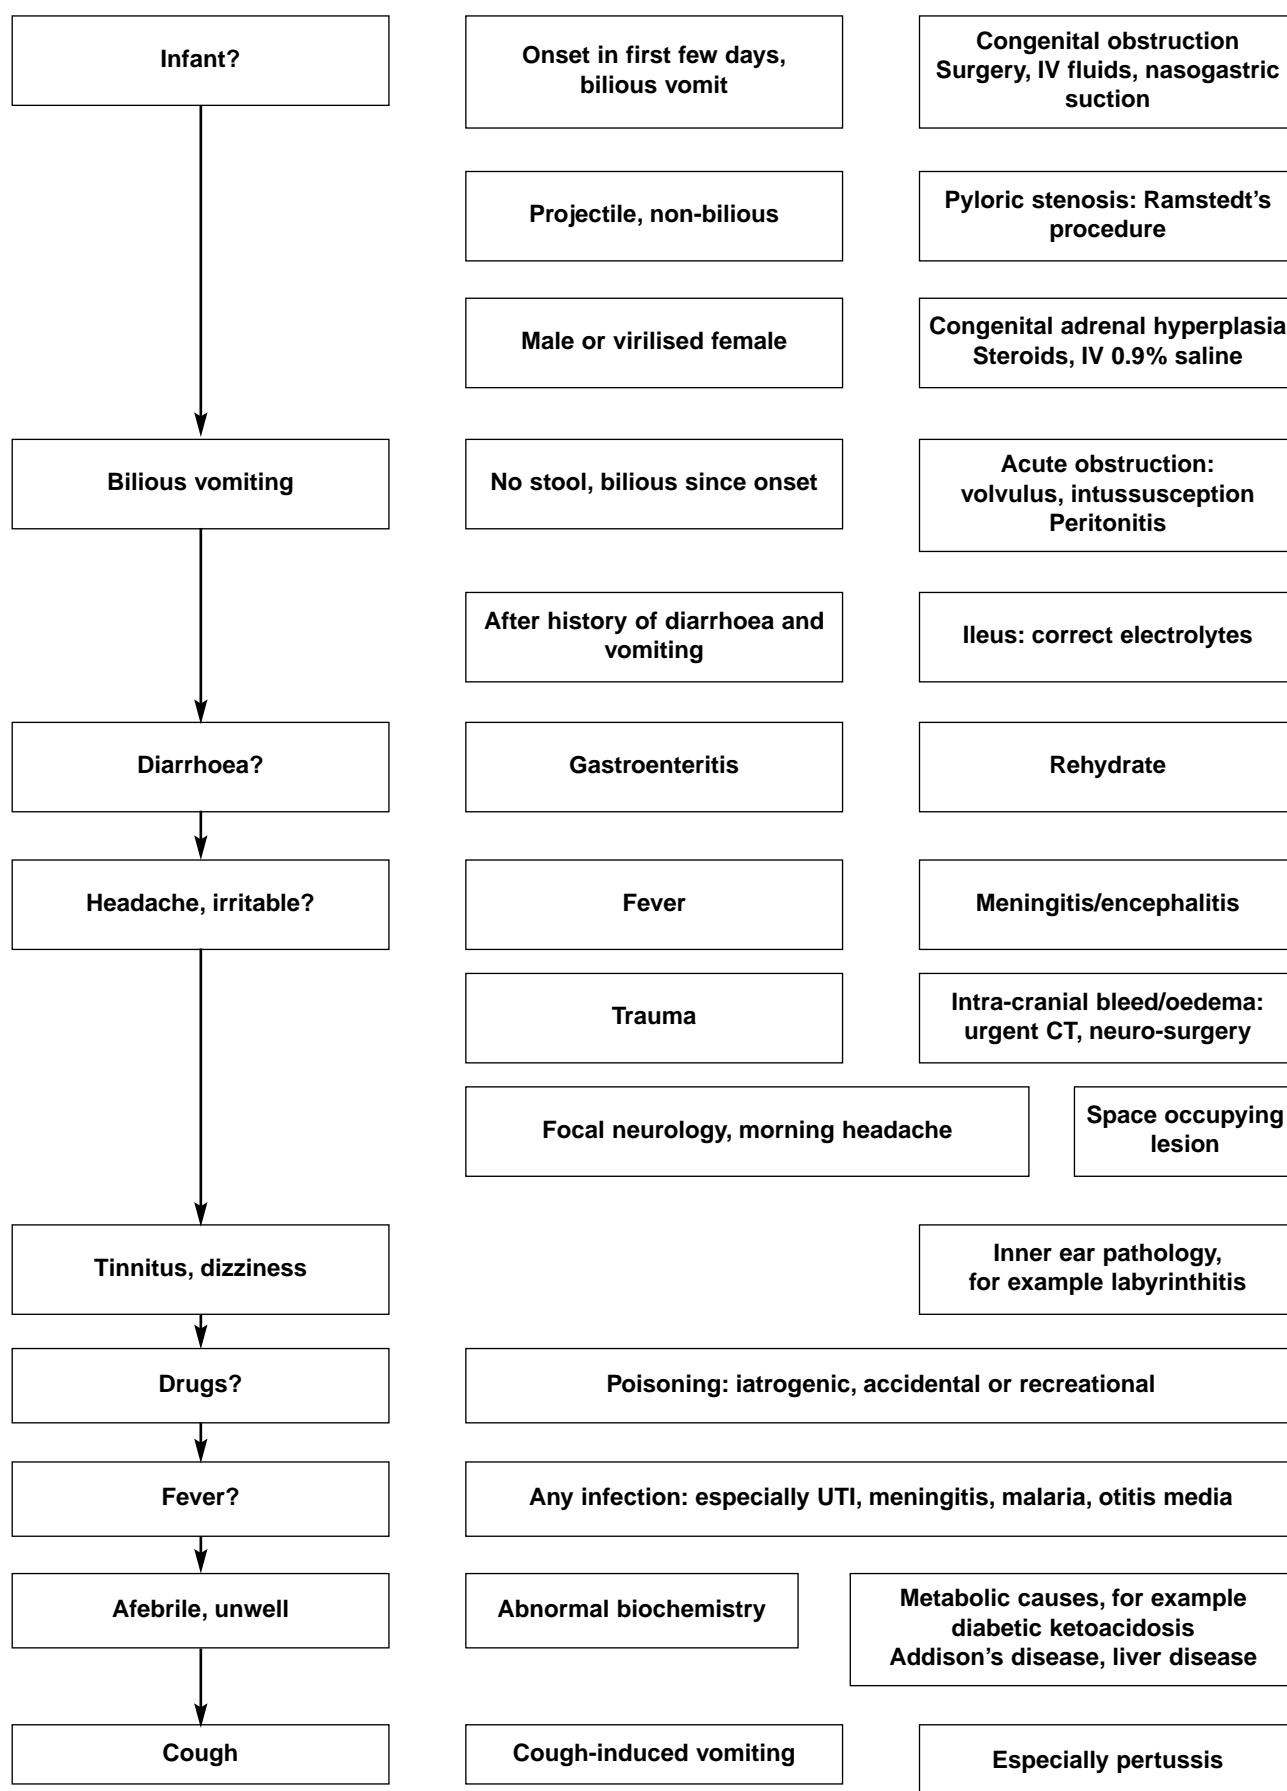 Infant?
Onset in first few days,
bilious vomit
Congenital obstruction
Surgery, IV fluids, nasogastric
suction
Projectile, non-bilious
Pyloric stenosis: Ramstedt’s
procedure
Male or virilised female
Congenital adrenal hyperplasia
Steroids, IV 0.9% saline
Bilious vomiting
No stool, bilious since onset
Acute obstruction:
volvulus, intussusception
Peritonitis
After history of diarrhoea and
vomiting
Ileus: correct electrolytes
Diarrhoea?
Gastroenteritis
Rehydrate
Headache, irritable?
Fever
Meningitis/encephalitis
Trauma
Intra-cranial bleed/oedema:
urgent CT, neuro-surgery
Focal neurology, morning headache
Space occupying
lesion
Tinnitus, dizziness
Inner ear pathology,
for example labyrinthitis
Drugs?
Poisoning: iatrogenic, accidental or recreational
Fever?
Any infection: especially UTI, meningitis, malaria, otitis media
Afebrile, unwell
Abnormal biochemistry
Metabolic causes, for example
diabetic ketoacidosis
Addison’s disease, liver disease
Cough
Cough-induced vomiting
Especially pertussis